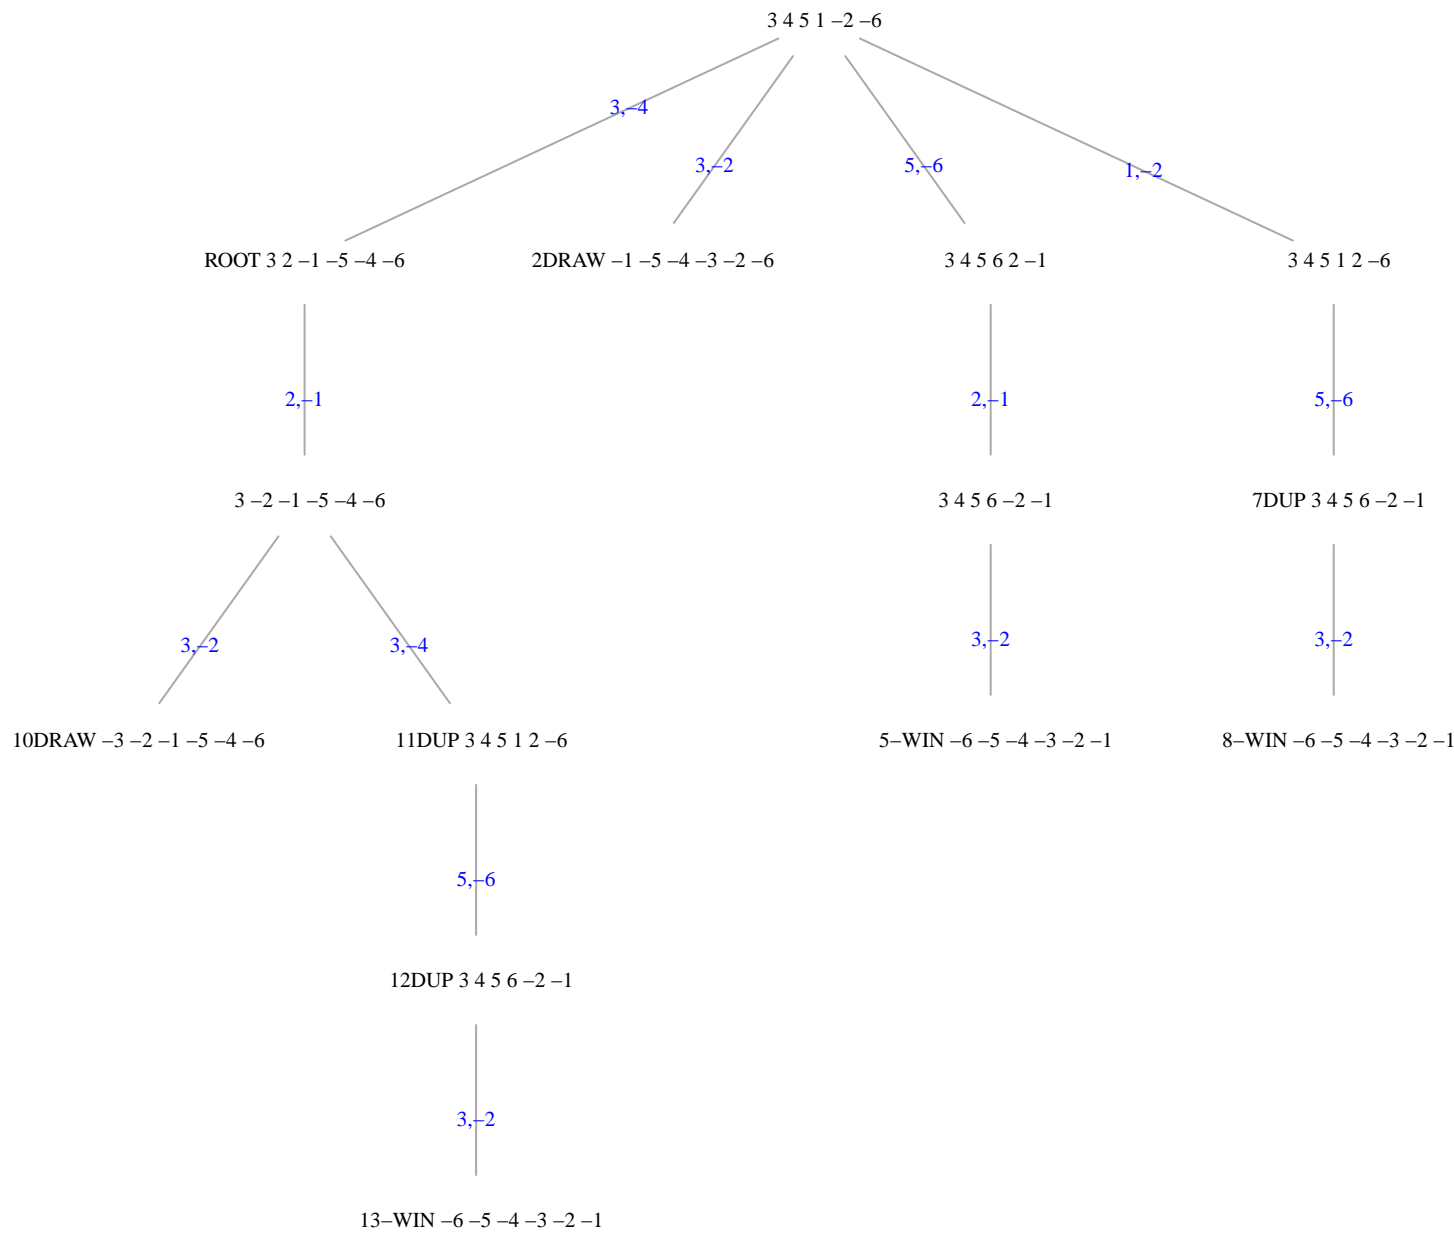 3 4 5 1 –2 –6
3,–4
3,–2
5,–6
1,–2
ROOT 3 2 –1 –5 –4 –6
2DRAW –1 –5 –4 –3 –2 –6
3 4 5 6 2 –1
3 4 5 1 2 –6
2,–1
2,–1
5,–6
3 –2 –1 –5 –4 –6
3 4 5 6 –2 –1
7DUP 3 4 5 6 –2 –1
3,–2
3,–4
3,–2
3,–2
10DRAW –3 –2 –1 –5 –4 –6
11DUP 3 4 5 1 2 –6
5–WIN –6 –5 –4 –3 –2 –1
8–WIN –6 –5 –4 –3 –2 –1
5,–6
12DUP 3 4 5 6 –2 –1
3,–2
13–WIN –6 –5 –4 –3 –2 –1